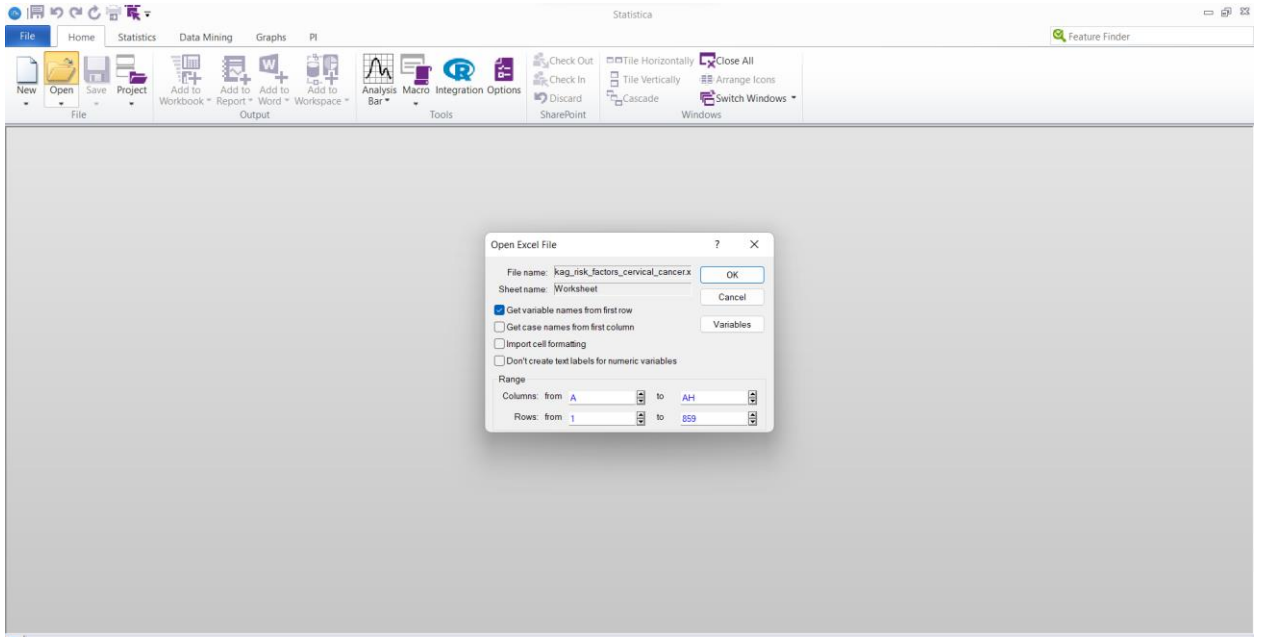 Statistica
File Home Statistics Data Mining Graphs PI
Feature Finder
New Open Save Project
File
Add to Workbook Add to Report Add to Word Add to Workspace
Output
Analysis Bar Macro Integration Options
Tools
Check Out
Check In
Discard
SharePoint
Tile Horizontally
Tile Vertically
Cascade
Close All
Arrange Icons
Switch Windows
Windows
Open Excel File ? X
File name: kag_risk_factors_cervical_cancer.x
OK
Sheet name: Worksheet
Cancel
Get variable names from first row
Get case names from first column
Variables
Import cell formatting
Don't create text labels for numeric variables
Range
Columns: from A to AH
Rows: from 1 to 859